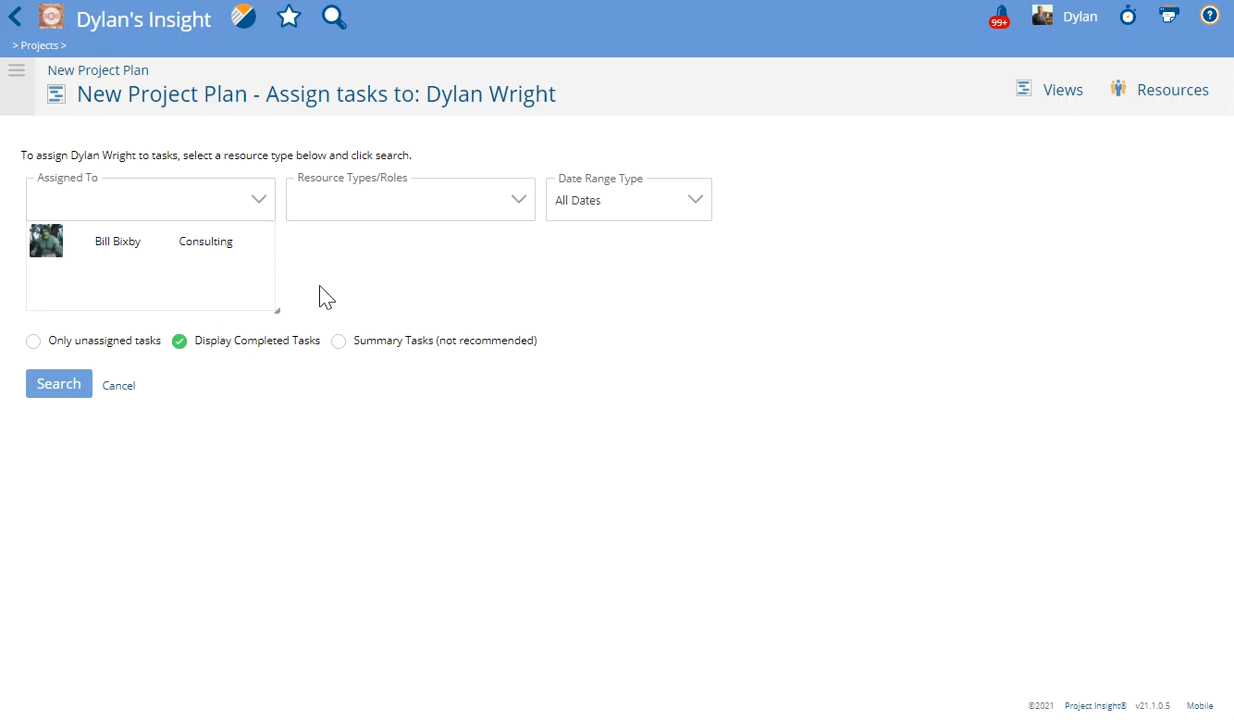 Dylan's Insight
99+
Dylan
> Projects >
New Project Plan
New Project Plan - Assign tasks to: Dylan Wright
Views
Resources
To assign Dylan Wright to tasks, select a resource type below and click search.
Assigned To
Resource Types/Roles
Date Range Type
All Dates
Bill Bixby Consulting
Only unassigned tasks Display Completed Tasks Summary Tasks (not recommended)
Search Cancel
©2021 Project Insight® v21.1.0.5 Mobile